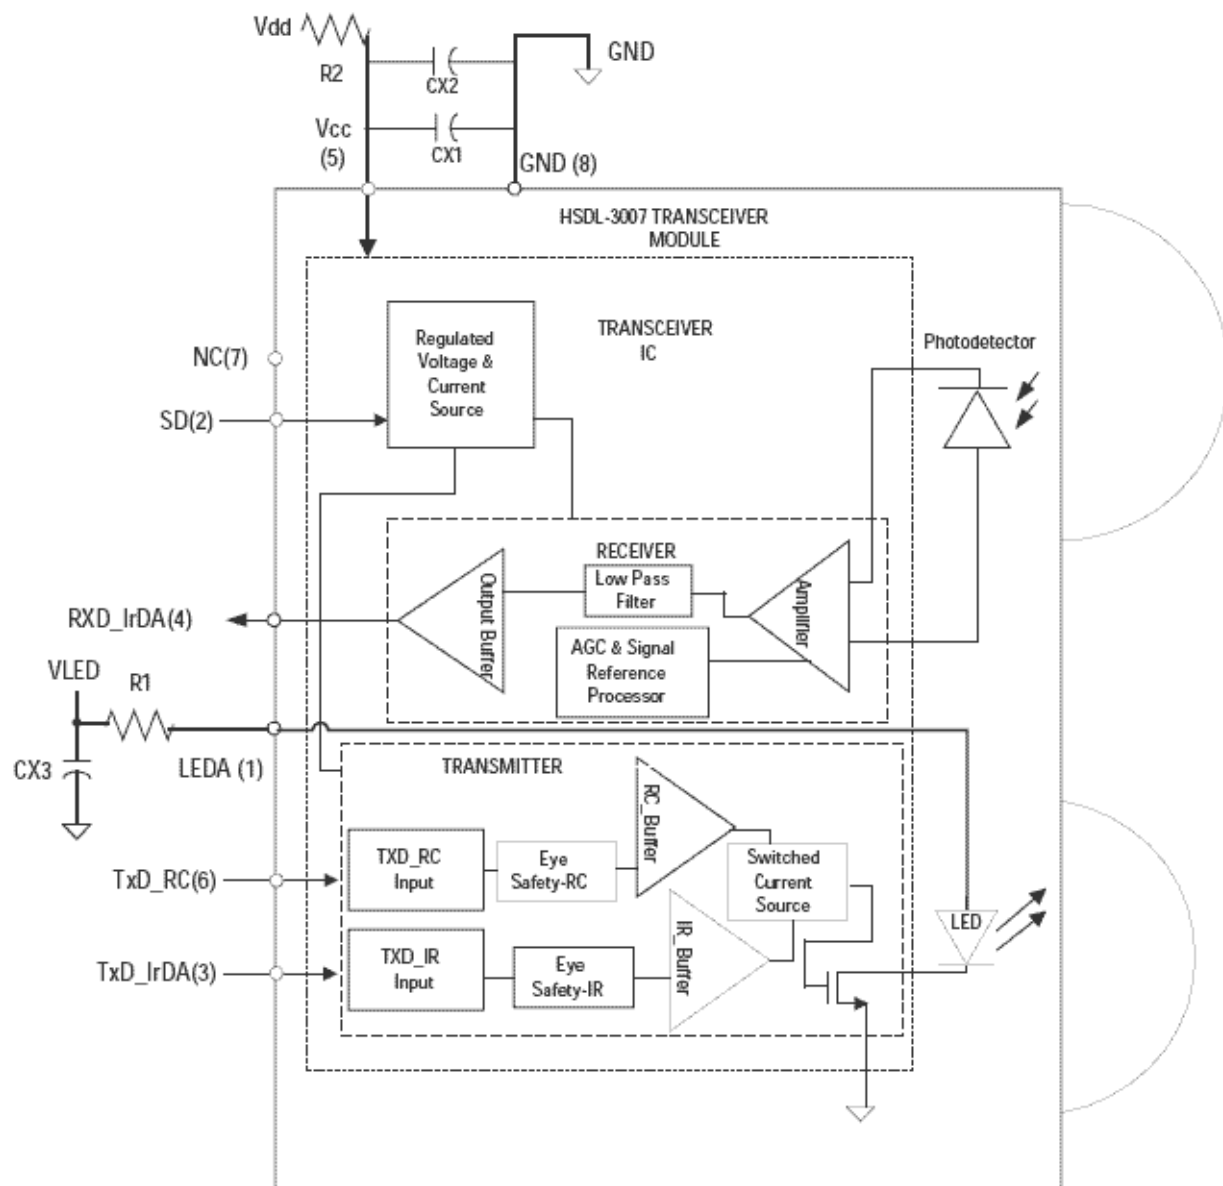 Vdd
R2
CX2
GND
Vcc
(5)
CX1
GND (8)
HSDL-3007 TRANSCEIVER
MODULE
TRANSCEIVER
IC
Regulated
Voltage &
Current
Source
Photodetector
NC(7)
SD(2)
RECEIVER
Output Buffer
Low Pass
Filter
Amplifier
RXD_IrDA(4)
AGC & Signal
Reference
Processor
VLED
R1
CX3
LEDA (1)
TRANSMITTER
RC_Buffer
TXD_RC
Input
Eye
Safety-RC
Switched
Current
Source
TxD_RC(6)
LED
IR_Buffer
TXD_IR
Input
Eye
Safety-IR
TxD_IrDA(3)